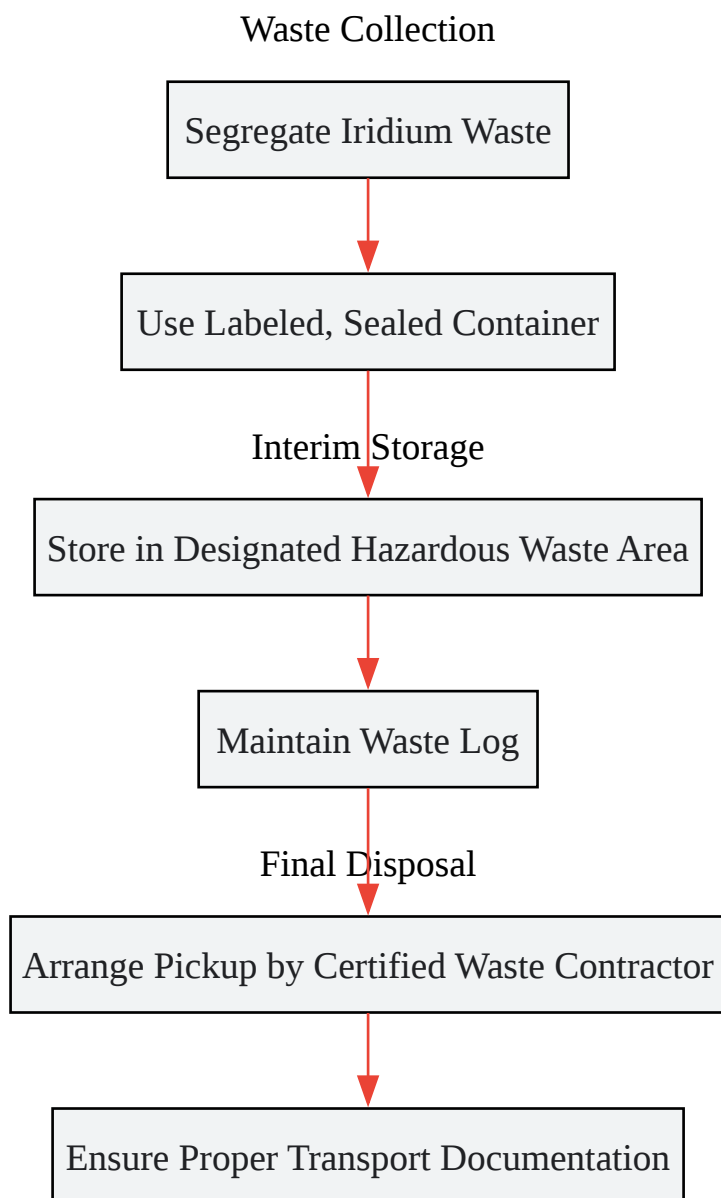 Waste Collection
Segregate Iridium Waste
Use Labeled, Sealed Container
Interim Storage
Store in Designated Hazardous Waste Area
Maintain Waste Log
Final Disposal
Arrange Pickup by Certified Waste Contractor
Ensure Proper Transport Documentation